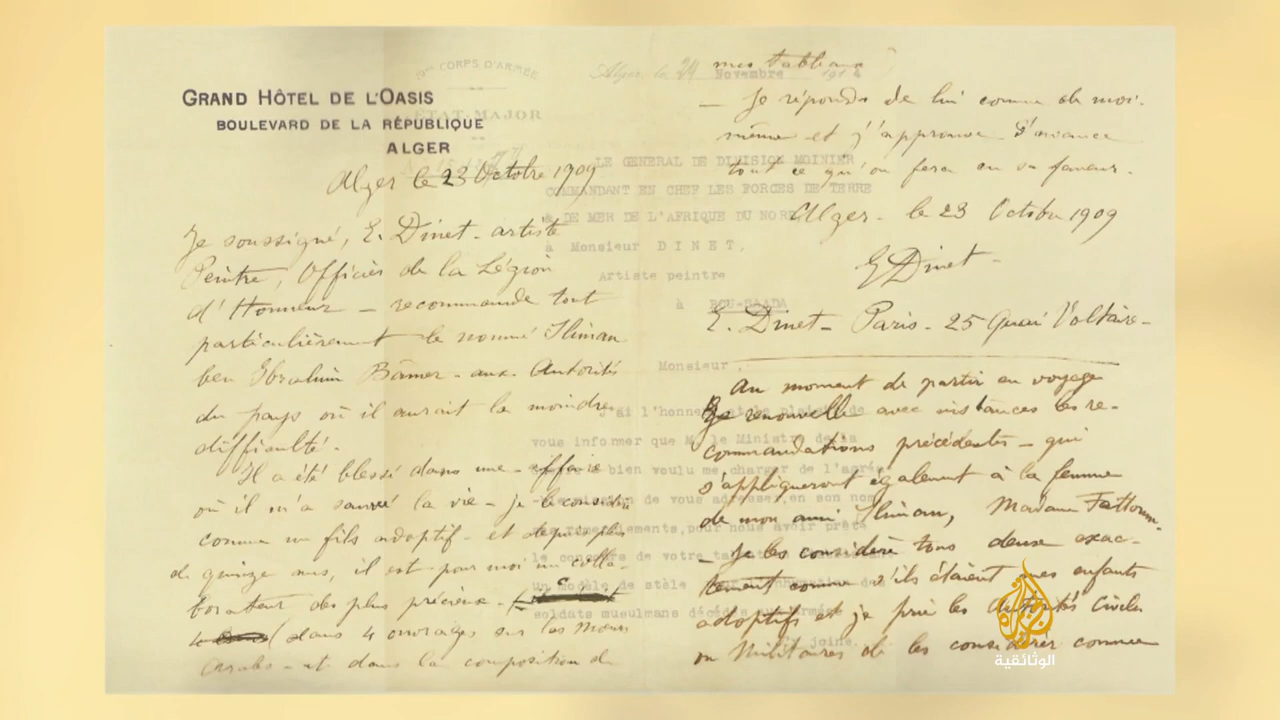 GRAND HÔTEL DE L'OASIS
BOULEVARD DE LA RÉPUBLIQUE
ALGER
Alger le 23 Octobre 1909
Je soussigné, E. Dinet - artiste
Peintre, Officier de la Légion
d'Honneur - recommande tout
particulièrement le nommé Sliman
ben Ibrahim Bâmer - aux Autorités
du pays où il aurait la moindre
difficulté.
Il a été blessé dans une affaire
où il m'a sauvé la vie - je le considère
comme un fils adoptif - et depuis plus
de quinze ans, il est pour moi un colla-
borateur des plus précieux -
(dans 4 ouvrages sur les Mœurs
Arabes - et dans la composition de
mes tableaux
- Je réponds de lui comme de moi-
même et j'approuve d'avance
tout ce qu'on fera en sa faveur.
Alger - le 23 Octobre 1909
E Dinet -
E. Dinet - Paris - 25 Quai Voltaire -
Au moment de partir en voyage
Je renouvelle avec instances les re-
commandations précédentes - qui
s'appliqueront également à la femme
de mon ami Sliman, Madame Fattoum.
- Je les considère tous deux exac-
tement comme s'ils étaient mes enfants
adoptifs et je prie les Autorités Civiles
ou Militaires de les considérer comme
CORPS D'ARMÉE
ETAT-MAJOR
Alger le 24 Novembre 1914
LE GENERAL DE DIVISION MOINIER
COMMANDANT EN CHEF LES FORCES DE TERRE
& DE MER DE L'AFRIQUE DU NORD
à Monsieur DINET,
Artiste peintre
à BOU-SAADA
Monsieur,
J'ai l'honneur et le plaisir de
vous informer que M. le Ministre de la
bien voulu me charger de l'agré-
mission de vous adresser, en son nom
remerciements, pour nous avoir prêté
le concours de votre
un modèle de stèle de
soldats musulmans décédés
الجزيرة
الوثائقية